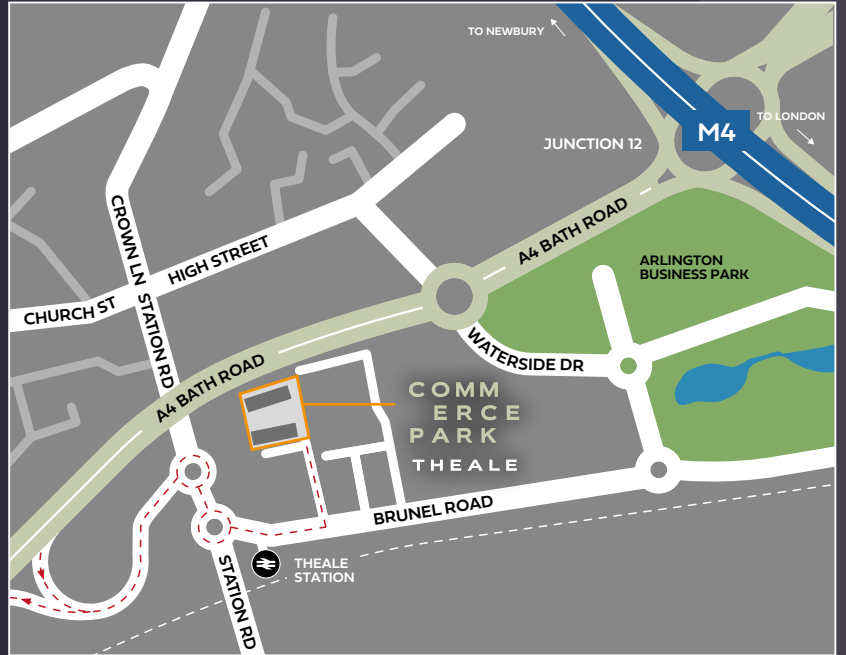 TO NEWBURY
M4
TO LONDON
JUNCTION 12
A4 BATH ROAD
CROWN LN
HIGH STREET
ARLINGTON
BUSINESS PARK
CHURCH ST
STATION RD
WATERSIDE DR
A4 BATH ROAD
COMM
ERCE
PARK
THEALE
BRUNEL ROAD
THEALE
STATION
STATION RD